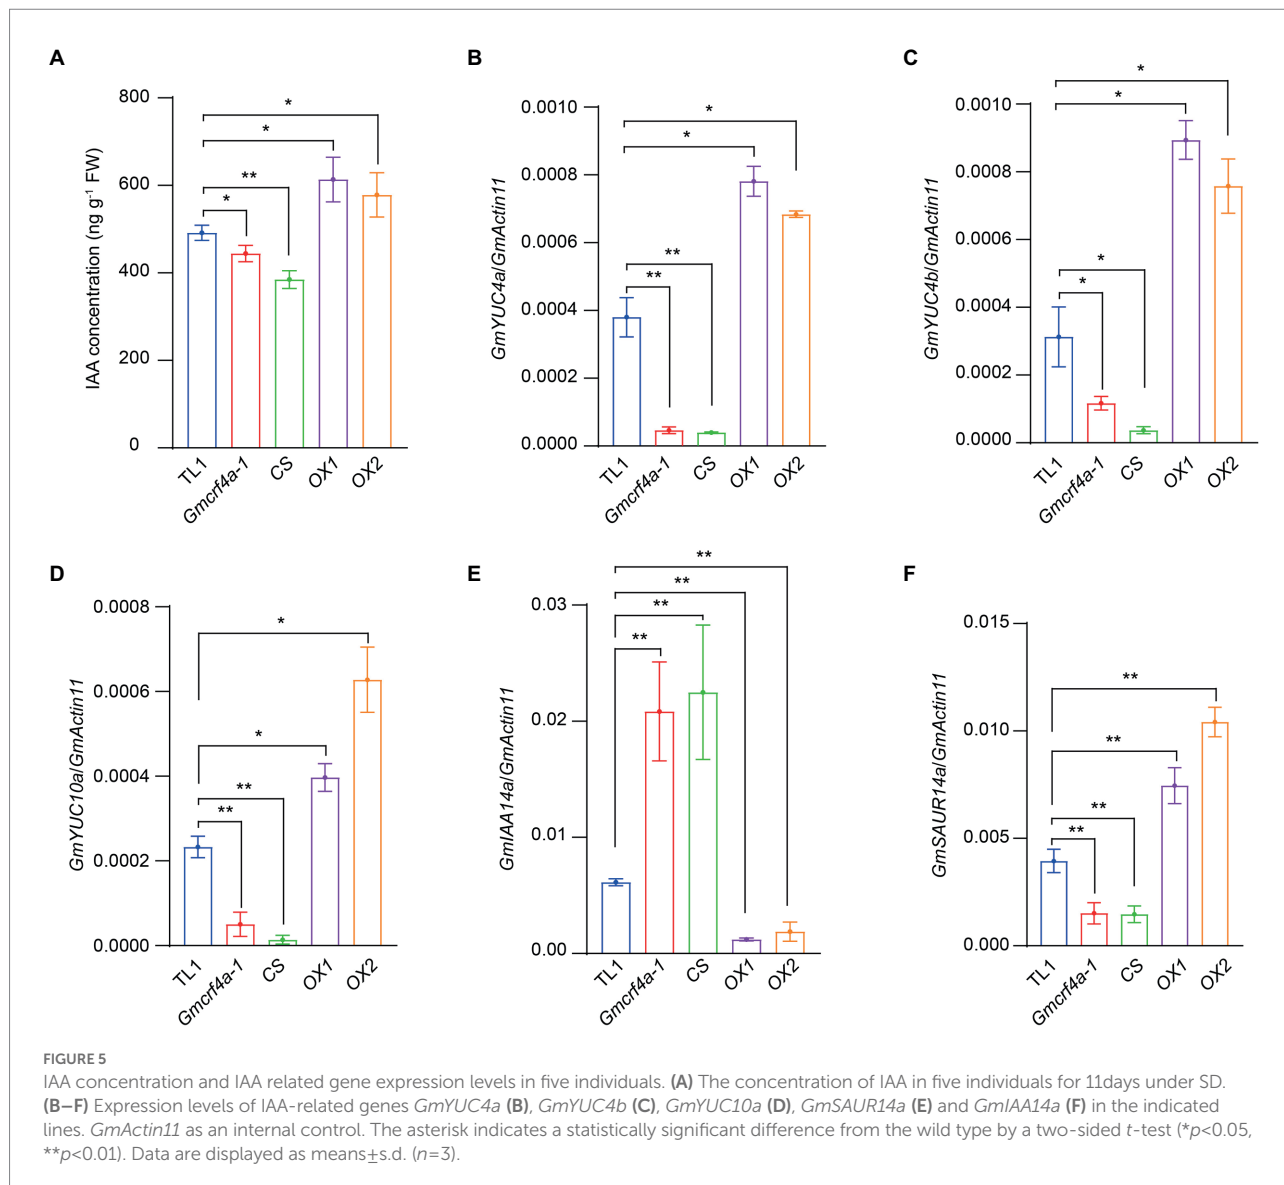 A
IAA concentration (ng g⁻¹ FW)
800
600
400
200
0
*
*
**
*
TL1
Gmcrf4a-1
CS
OX1
OX2
B
GmYUC4a/GmActin11
0.0010
0.0008
0.0006
0.0004
0.0002
0.0000
*
*
**
**
TL1
Gmcrf4a-1
CS
OX1
OX2
C
GmYUC4b/GmActin11
0.0010
0.0008
0.0006
0.0004
0.0002
0.0000
*
*
*
*
TL1
Gmcrf4a-1
CS
OX1
OX2
D
GmYUC10a/GmActin11
0.0008
0.0006
0.0004
0.0002
0.0000
*
*
**
**
TL1
Gmcrf4a-1
CS
OX1
OX2
E
GmIAA14a/GmActin11
0.03
0.02
0.01
0.00
**
**
**
**
TL1
Gmcrf4a-1
CS
OX1
OX2
F
GmSAUR14a/GmActin11
0.015
0.010
0.005
0.000
**
**
**
**
TL1
Gmcrf4a-1
CS
OX1
OX2
FIGURE 5
IAA concentration and IAA related gene expression levels in five individuals. (A) The concentration of IAA in five individuals for 11days under SD.
(B–F) Expression levels of IAA-related genes GmYUC4a (B), GmYUC4b (C), GmYUC10a (D), GmSAUR14a (E) and GmIAA14a (F) in the indicated
lines. GmActin11 as an internal control. The asterisk indicates a statistically significant difference from the wild type by a two-sided t-test (*p<0.05,
**p<0.01). Data are displayed as means±s.d. (n=3).